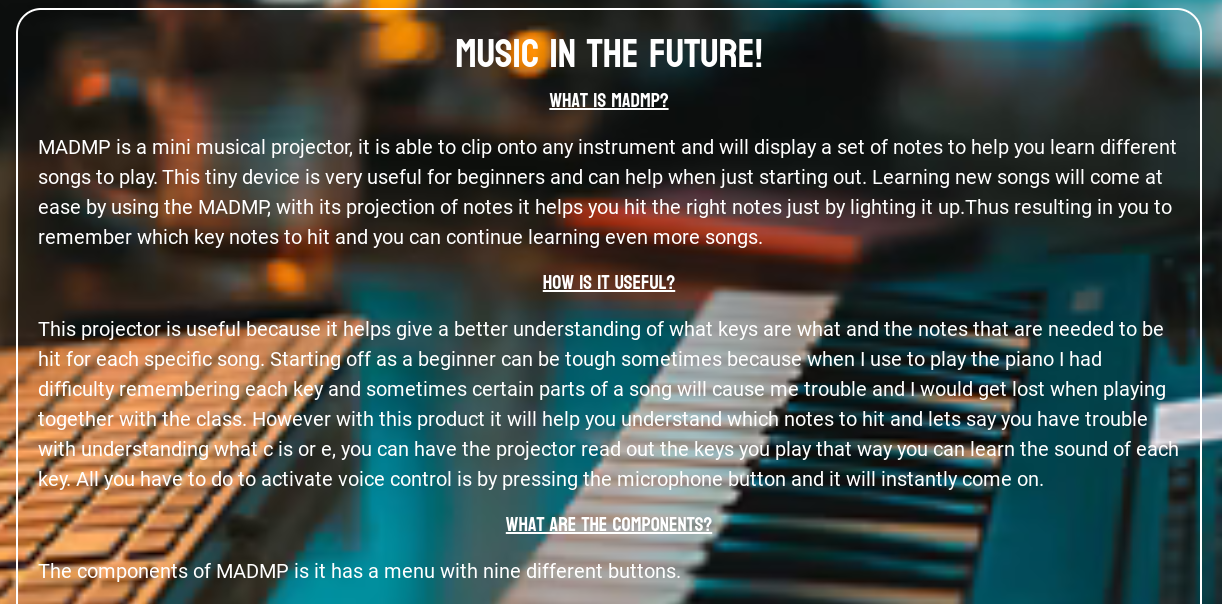 MUSIC IN THE FUTURE!
WHAT IS MADMP?
MADMP is a mini musical projector, it is able to clip onto any instrument and will display a set of notes to help you learn different
songs to play. This tiny device is very useful for beginners and can help when just starting out. Learning new songs will come at
ease by using the MADMP, with its projection of notes it helps you hit the right notes just by lighting it up.Thus resulting in you to
remember which key notes to hit and you can continue learning even more songs.
HOW IS IT USEFUL?
This projector is useful because it helps give a better understanding of what keys are what and the notes that are needed to be
hit for each specific song. Starting off as a beginner can be tough sometimes because when I use to play the piano I had
difficulty remembering each key and sometimes certain parts of a song will cause me trouble and I would get lost when playing
together with the class. However with this product it will help you understand which notes to hit and lets say you have trouble
with understanding what c is or e, you can have the projector read out the keys you play that way you can learn the sound of each
key. All you have to do to activate voice control is by pressing the microphone button and it will instantly come on.
WHAT ARE THE COMPONENTS?
The components of MADMP is it has a menu with nine different buttons.